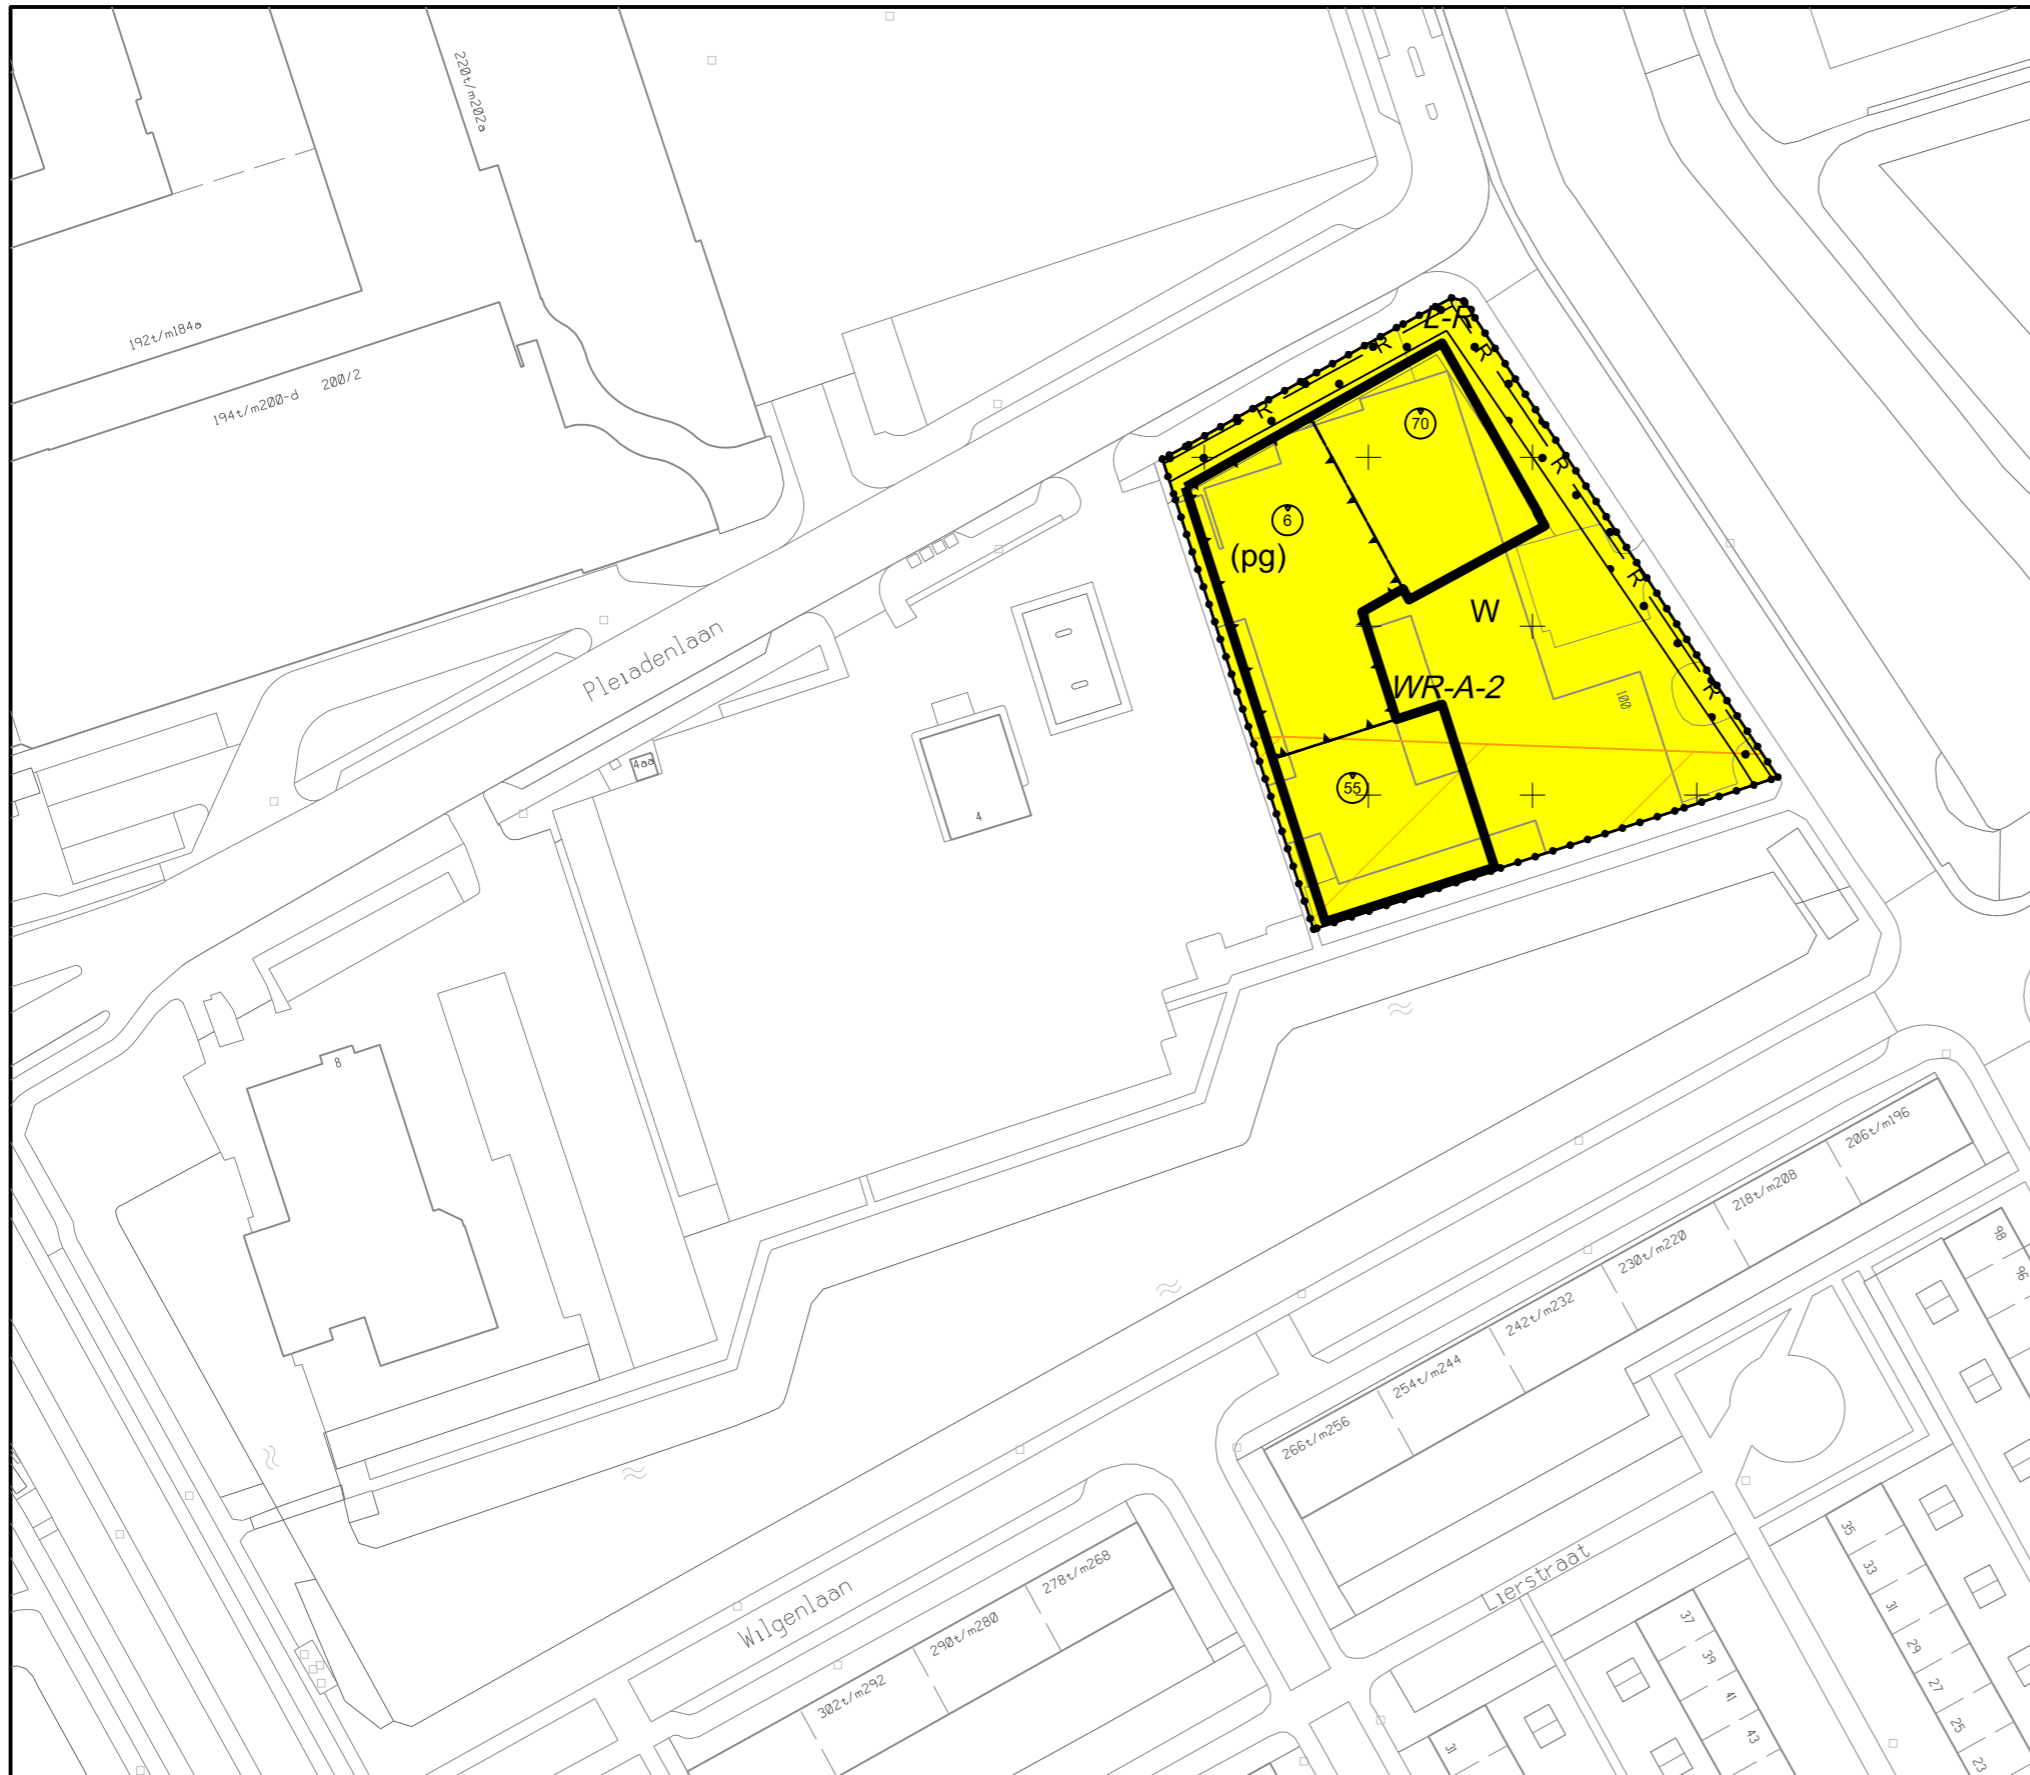 220t/m202a
192t/m184a
194t/m200-d 200/2
L-R
R
R
R
R
R
R
70
6
(pg)
W
WR-A-2
100
55
Pleiadenlaan
4aa
4
8
206t/m196
218t/m208
230t/m220
242t/m232
254t/m244
266t/m256
98
96
Lierstraat
Wilgenlaan
278t/m268
290t/m280
302t/m292
35
33
31
29
27
25
23
37
39
41
43
31